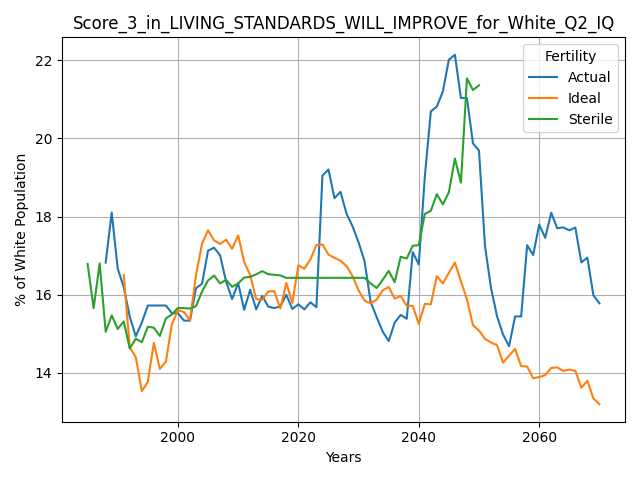 Score_3_in_LIVING_STANDARDS_WILL_IMPROVE_for_White_Q2_IQ
Fertility
Actual
Ideal
Sterile
% of White Population
22
20
18
16
14
2000
2020
2040
2060
Years